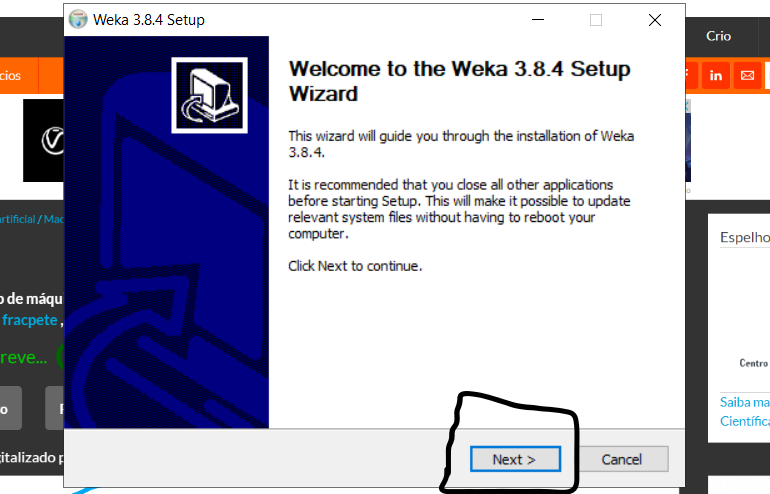 Weka 3.8.4 Setup
Crio
cios
in
Welcome to the Weka 3.8.4 Setup
Wizard
This wizard will guide you through the installation of Weka
3.8.4.
It is recommended that you close all other applications
before starting Setup. This will make it possible to update
relevant system files without having to reboot your
computer.
Click Next to continue.
artificial / Mac
Espelho
o de máqu
fracpete ,
reve...
Centro
o
Saiba ma
Científica
gitalizado p
Next >
Cancel